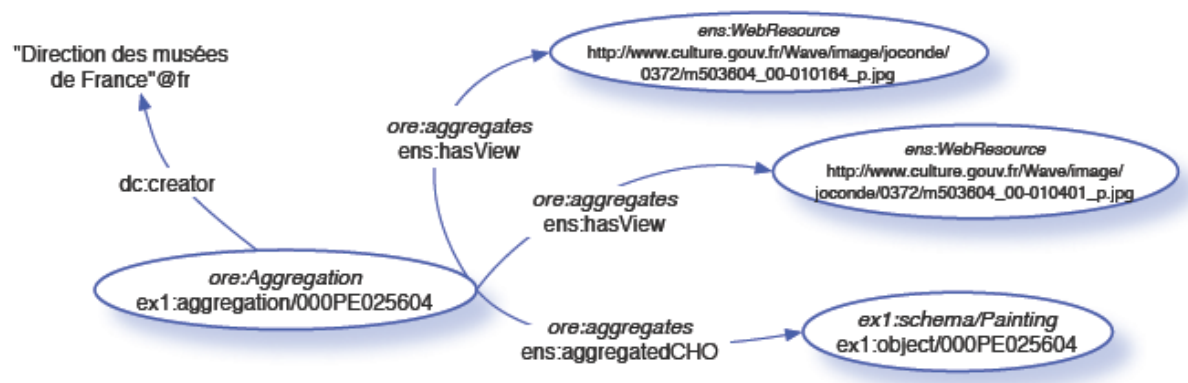 "Direction des musées
de France"@fr
dc:creator
ore:Aggregation
ex1:aggregation/000PE025604
ore:aggregates
ens:hasView
ens:WebResource
http://www.culture.gouv.fr/Wave/image/joconde/
0372/m503604_00-010164_p.jpg
ore:aggregates
ens:hasView
ens:WebResource
http://www.culture.gouv.fr/Wave/image/
joconde/0372/m503604_00-010401_p.jpg
ore:aggregates
ens:aggregatedCHO
ex1:schema/Painting
ex1:object/000PE025604